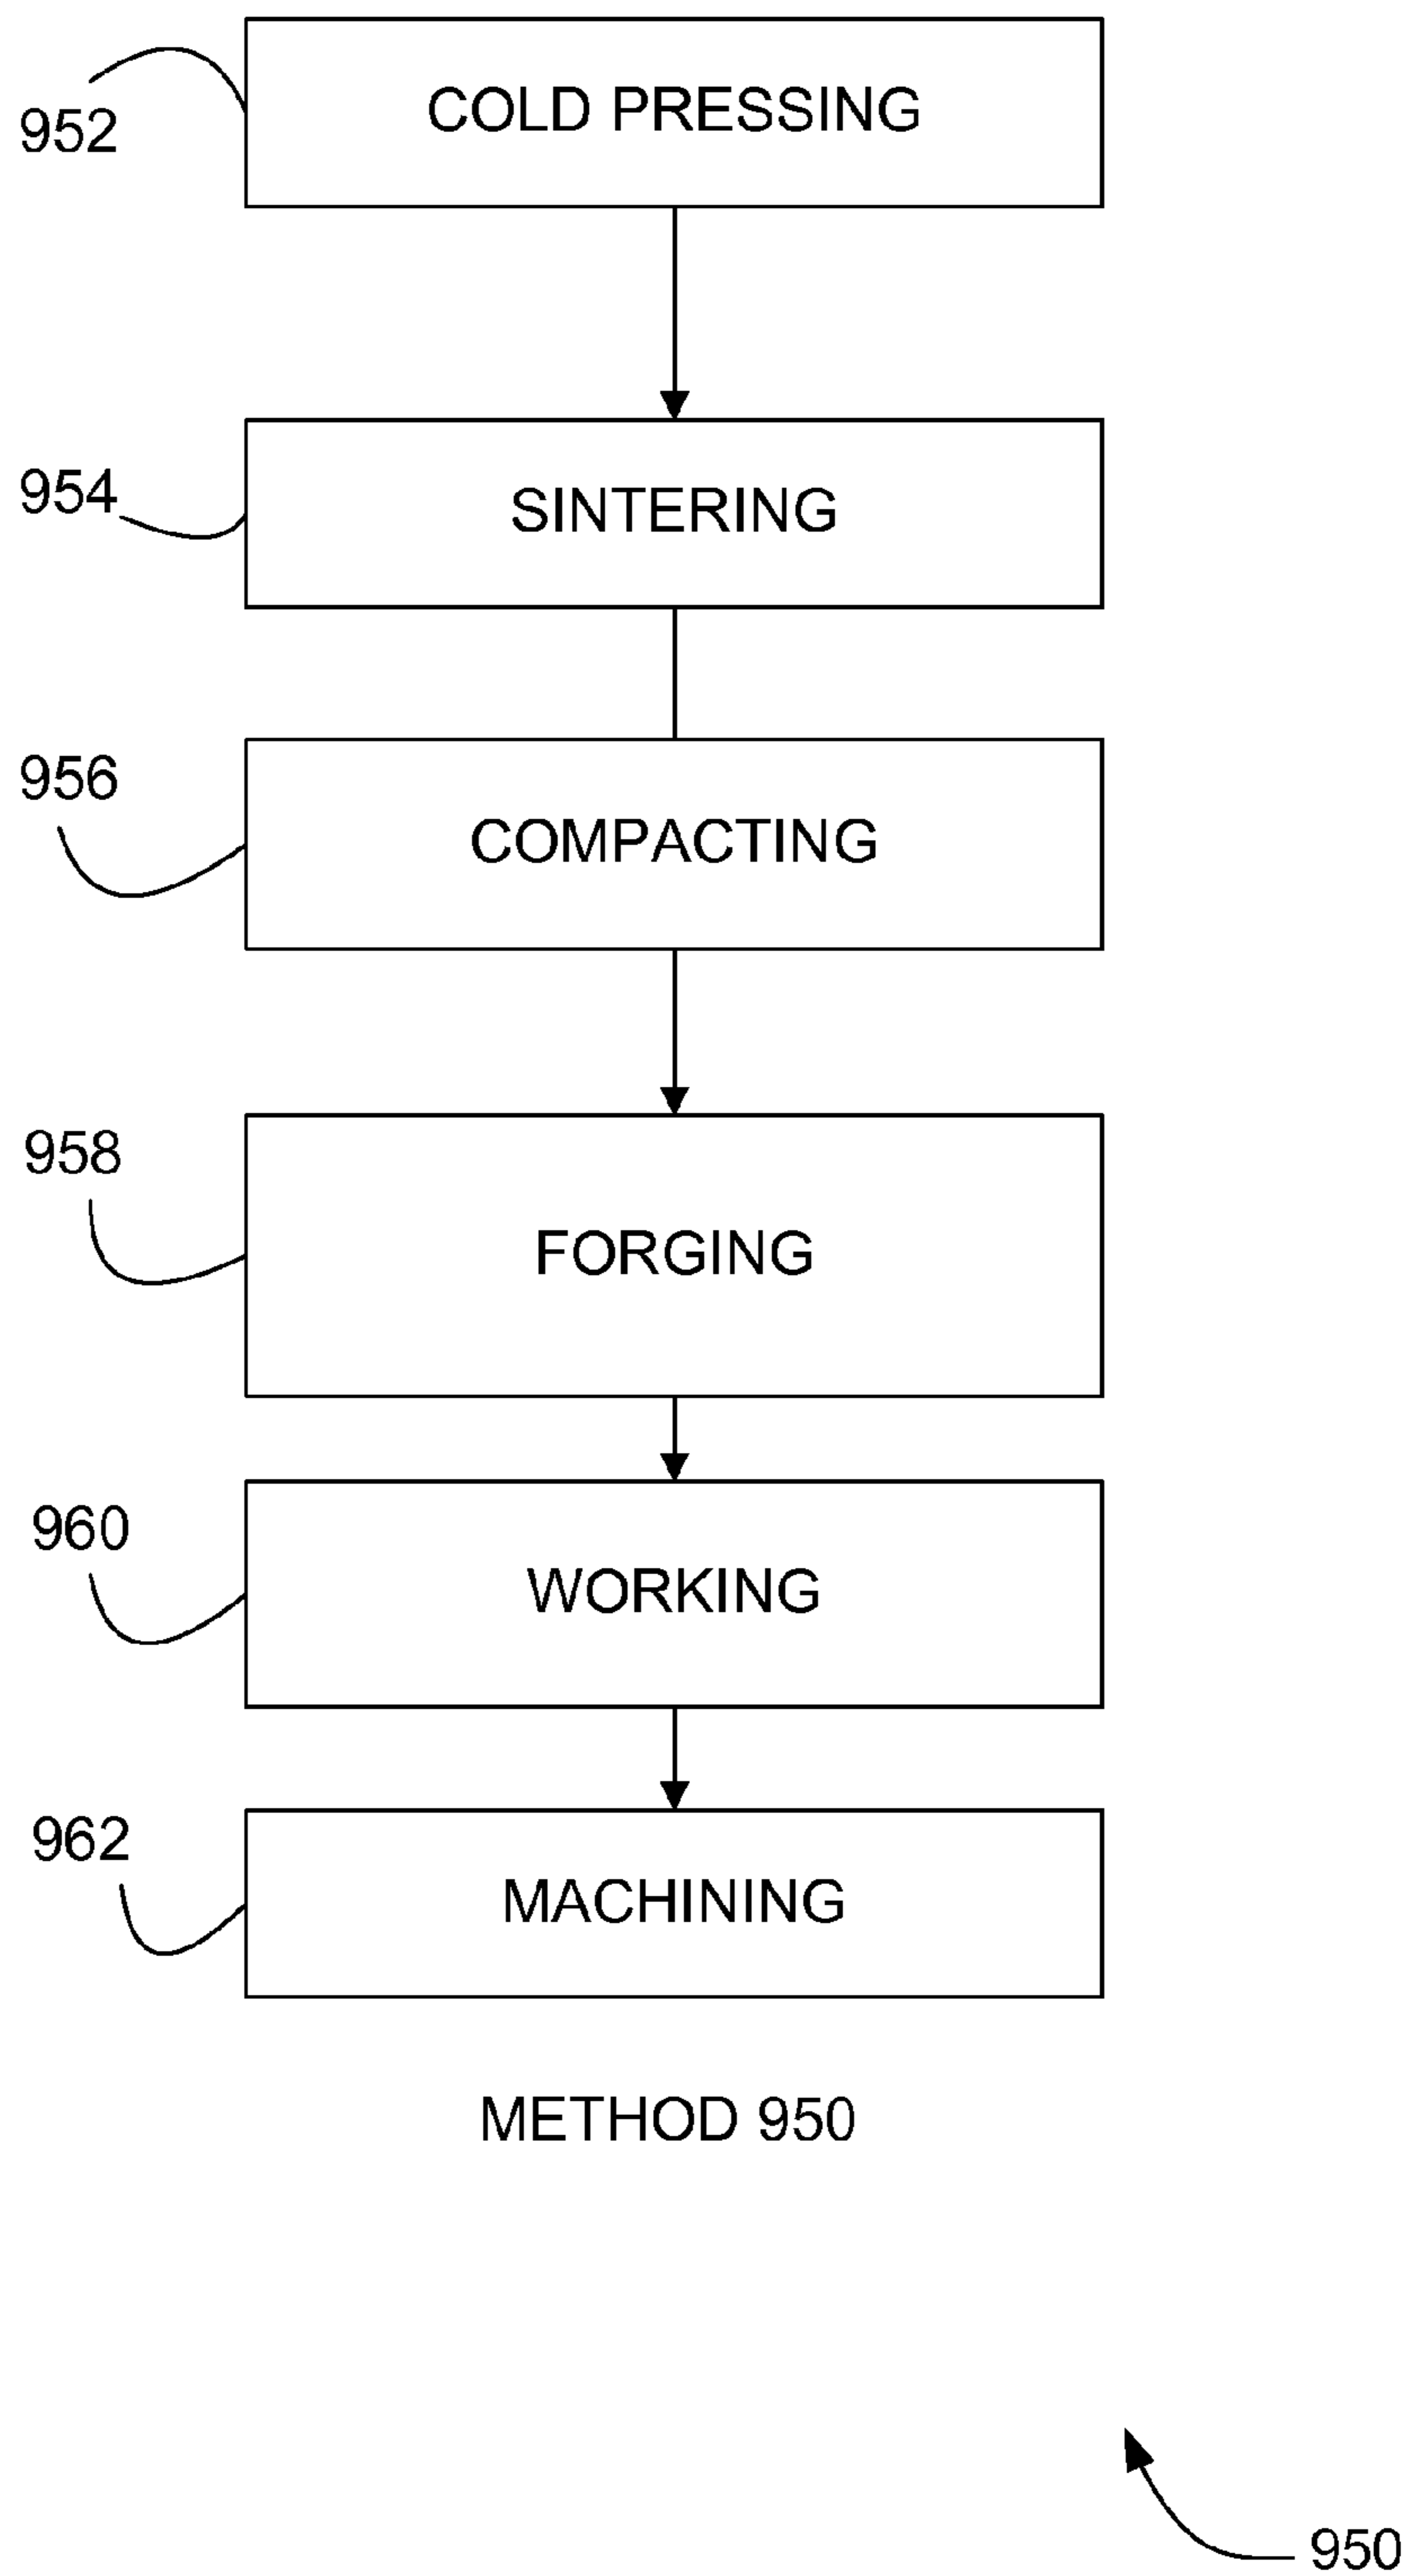 952
COLD PRESSING
954
SINTERING
956
COMPACTING
958
FORGING
960
WORKING
962
MACHINING
METHOD 950
950